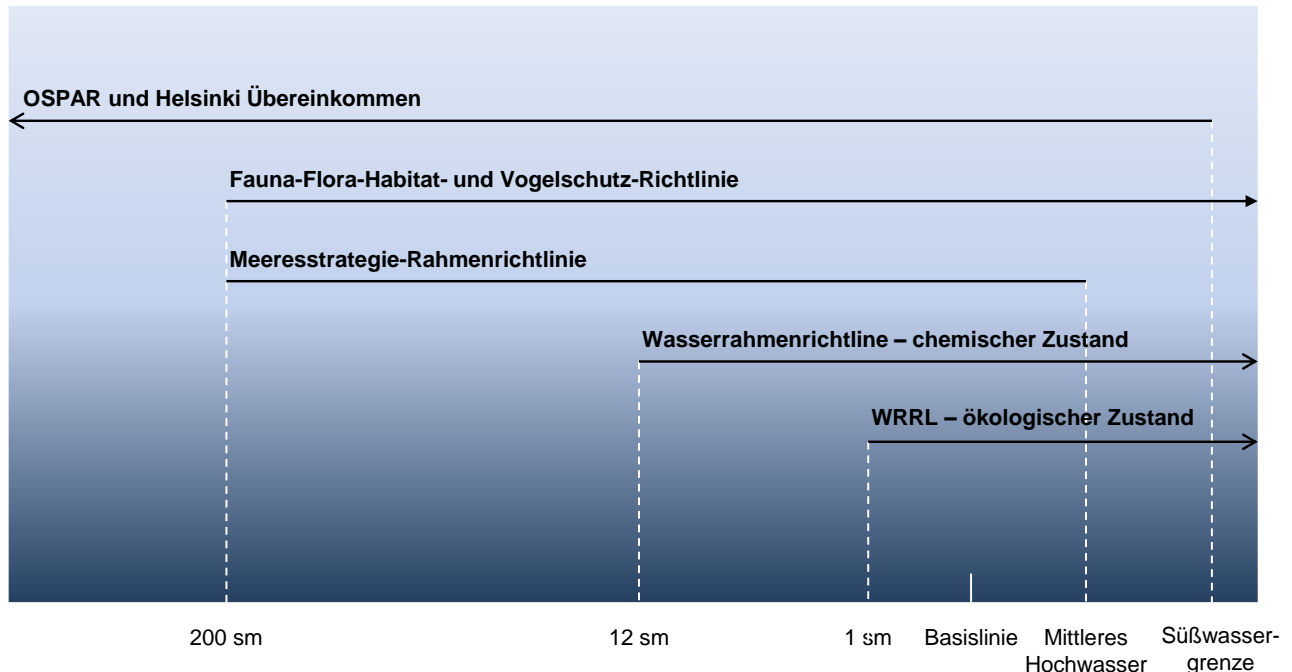 OSPAR und Helsinki Übereinkommen
Fauna-Flora-Habitat- und Vogelschutz-Richtlinie
Meeresstrategie-Rahmenrichtlinie
Wasserrahmenrichtline – chemischer Zustand
WRRL – ökologischer Zustand
200 sm
12 sm
1 sm
Basislinie
Mittleres
Hochwasser
Süßwasser-
grenze